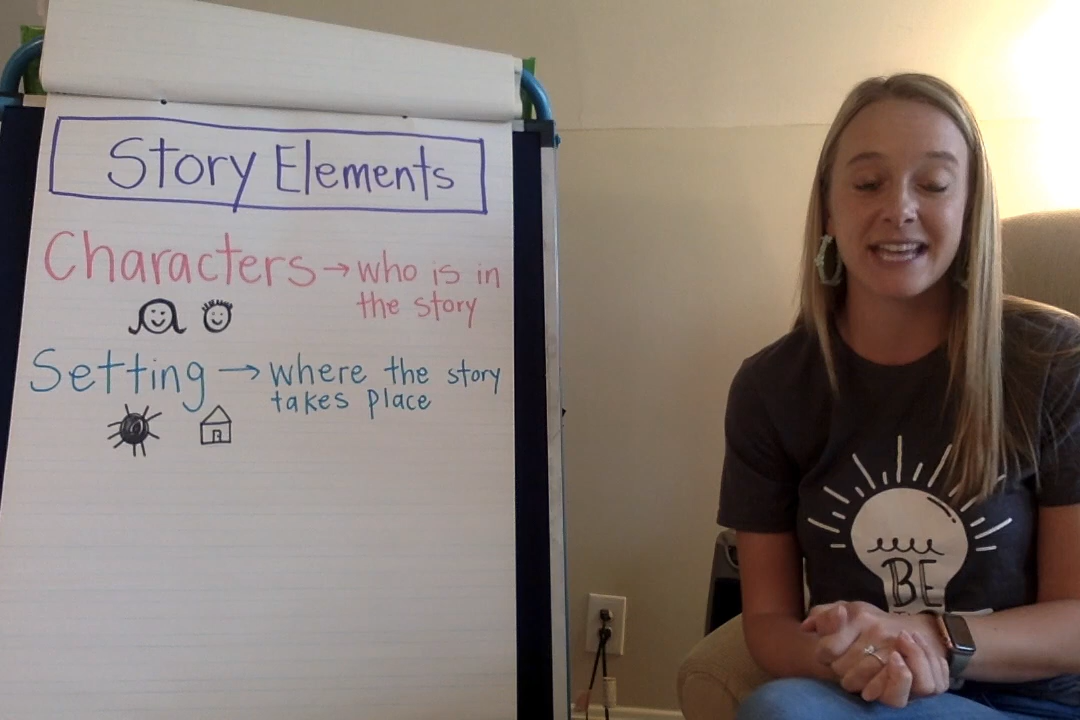 Story Elements
Characters → who is in
the story
Setting → where the story
takes place
BE